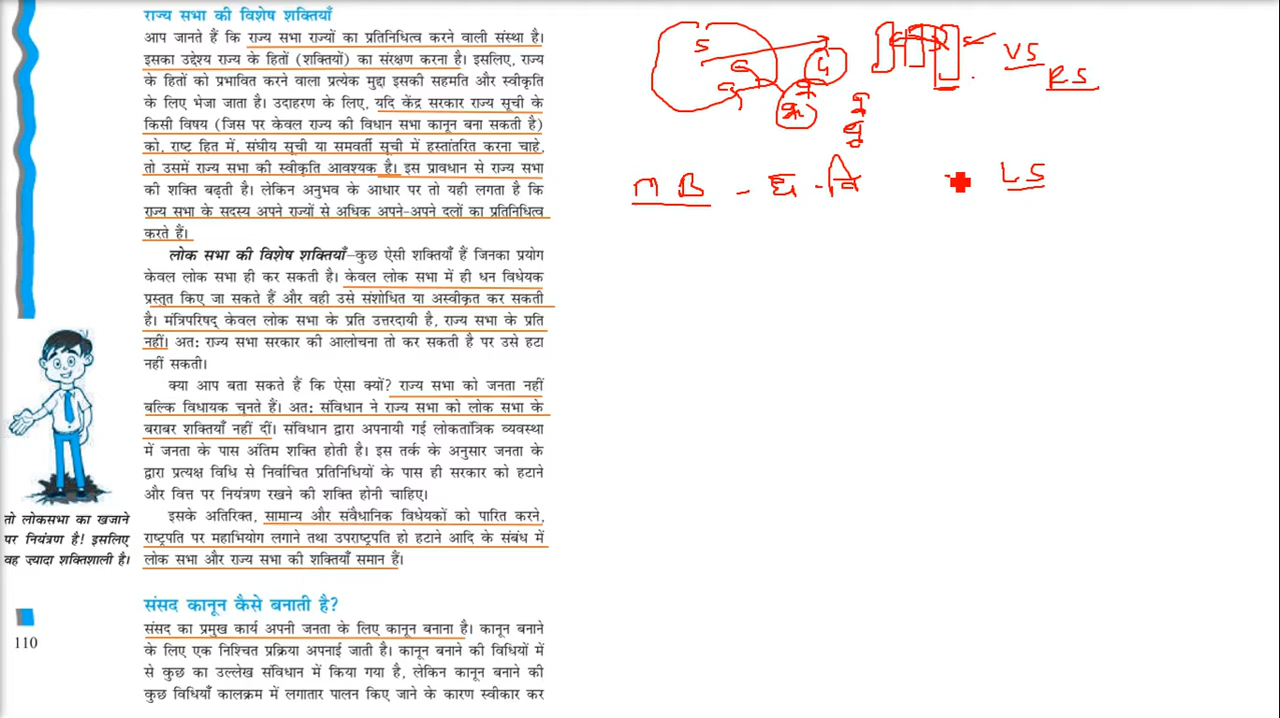 राज्य सभा की विशेष शक्तियाँ
आप जानते हैं कि राज्य सभा राज्यों का प्रतिनिधित्व करने वाली संस्था है।
इसका उद्देश्य राज्य के हितों (शक्तियों) का संरक्षण करना है। इसलिए, राज्य
के हितों को प्रभावित करने वाला प्रत्येक मुद्दा इसकी सहमति और स्वीकृति
के लिए भेजा जाता है। उदाहरण के लिए, यदि केंद्र सरकार राज्य सूची के
किसी विषय (जिस पर केवल राज्य की विधान सभा कानून बना सकती है)
को, राष्ट हित में, संघीय सूची या समवर्ती सूची में हस्तांतरित करना चाहे,
तो उसमें राज्य सभा की स्वीकृति आवश्यक है। इस प्रावधान से राज्य सभा
की शक्ति बढ़ती है। लेकिन अनुभव के आधार पर तो यही लगता है कि
राज्य सभा के सदस्य अपने राज्यों से अधिक अपने-अपने दलों का प्रतिनिधित्व
करते हैं।
लोक सभा की विशेष शक्तियाँ–कुछ ऐसी शक्तियाँ हैं जिनका प्रयोग
केवल लोक सभा ही कर सकती है। केवल लोक सभा में ही धन विधेयक
प्रस्तुत किए जा सकते हैं और वही उसे संशोधित या अस्वीकृत कर सकती
है। मंत्रिपरिषद् केवल लोक सभा के प्रति उत्तरदायी है, राज्य सभा के प्रति
नहीं। अत: राज्य सभा सरकार की आलोचना तो कर सकती है पर उसे हटा
नहीं सकती।
क्या आप बता सकते हैं कि ऐसा क्यों? राज्य सभा को जनता नहीं
बल्कि विधायक चुनते हैं। अत: संविधान ने राज्य सभा को लोक सभा के
बराबर शक्तियाँ नहीं दीं। संविधान द्वारा अपनायी गई लोकतांत्रिक व्यवस्था
में जनता के पास अंतिम शक्ति होती है। इस तर्क के अनुसार जनता के
द्वारा प्रत्यक्ष विधि से निर्वाचित प्रतिनिधियों के पास ही सरकार को हटाने
और वित्त पर नियंत्रण रखने की शक्ति होनी चाहिए।
इसके अतिरिक्त, सामान्य और संवैधानिक विधेयकों को पारित करने,
राष्ट्रपति पर महाभियोग लगाने तथा उपराष्ट्रपति हो हटाने आदि के संबंध में
लोक सभा और राज्य सभा की शक्तियाँ समान हैं।
तो लोकसभा का खजाने
पर नियंत्रण है! इसलिए
वह ज़्यादा शक्तिशाली है।
संसद कानून कैसे बनाती है?
संसद का प्रमुख कार्य अपनी जनता के लिए कानून बनाना है। कानून बनाने
के लिए एक निश्चित प्रक्रिया अपनाई जाती है। कानून बनाने की विधियों में
से कुछ का उल्लेख संविधान में किया गया है, लेकिन कानून बनाने की
कुछ विधियाँ कालक्रम में लगातार पालन किए जाने के कारण स्वीकार कर
110
VS
RS
M B - ध - वि
LS